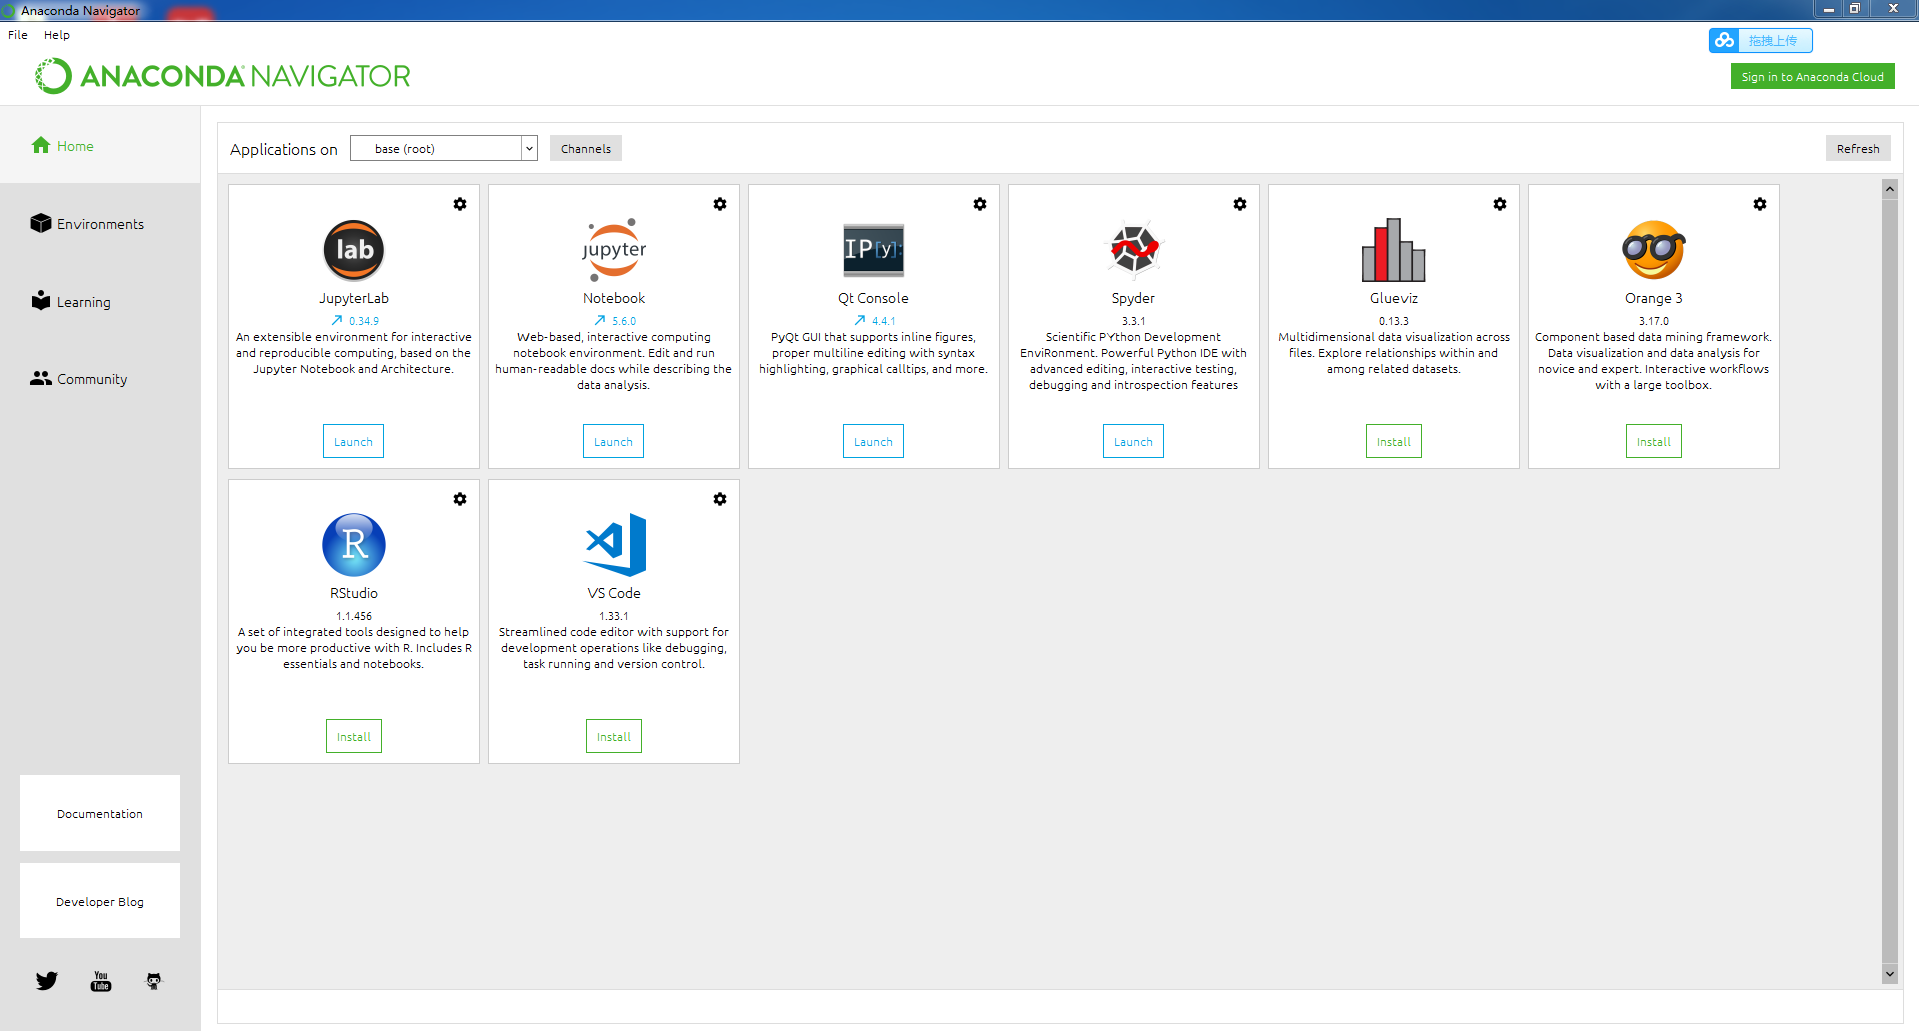 Anaconda Navigator
File Help
拖拽上传
ANACONDA NAVIGATOR
Sign in to Anaconda Cloud
Home
Environments
Learning
Community
Documentation
Developer Blog
You
Tube
Applications on base (root) Channels Refresh
lab
JupyterLab
0.34.9
An extensible environment for interactive
and reproducible computing, based on the
Jupyter Notebook and Architecture.
Launch
jupyter
Notebook
5.6.0
Web-based, interactive computing
notebook environment. Edit and run
human-readable docs while describing the
data analysis.
Launch
IP[y]:
Qt Console
4.4.1
PyQt GUI that supports inline figures,
proper multiline editing with syntax
highlighting, graphical calltips, and more.
Launch
Spyder
3.3.1
Scientific PYthon Development
EnviRonment. Powerful Python IDE with
advanced editing, interactive testing,
debugging and introspection features
Launch
Glueviz
0.13.3
Multidimensional data visualization across
files. Explore relationships within and
among related datasets.
Install
Orange 3
3.17.0
Component based data mining framework.
Data visualization and data analysis for
novice and expert. Interactive workflows
with a large toolbox.
Install
R
RStudio
1.1.456
A set of integrated tools designed to help
you be more productive with R. Includes R
essentials and notebooks.
Install
VS Code
1.33.1
Streamlined code editor with support for
development operations like debugging,
task running and version control.
Install